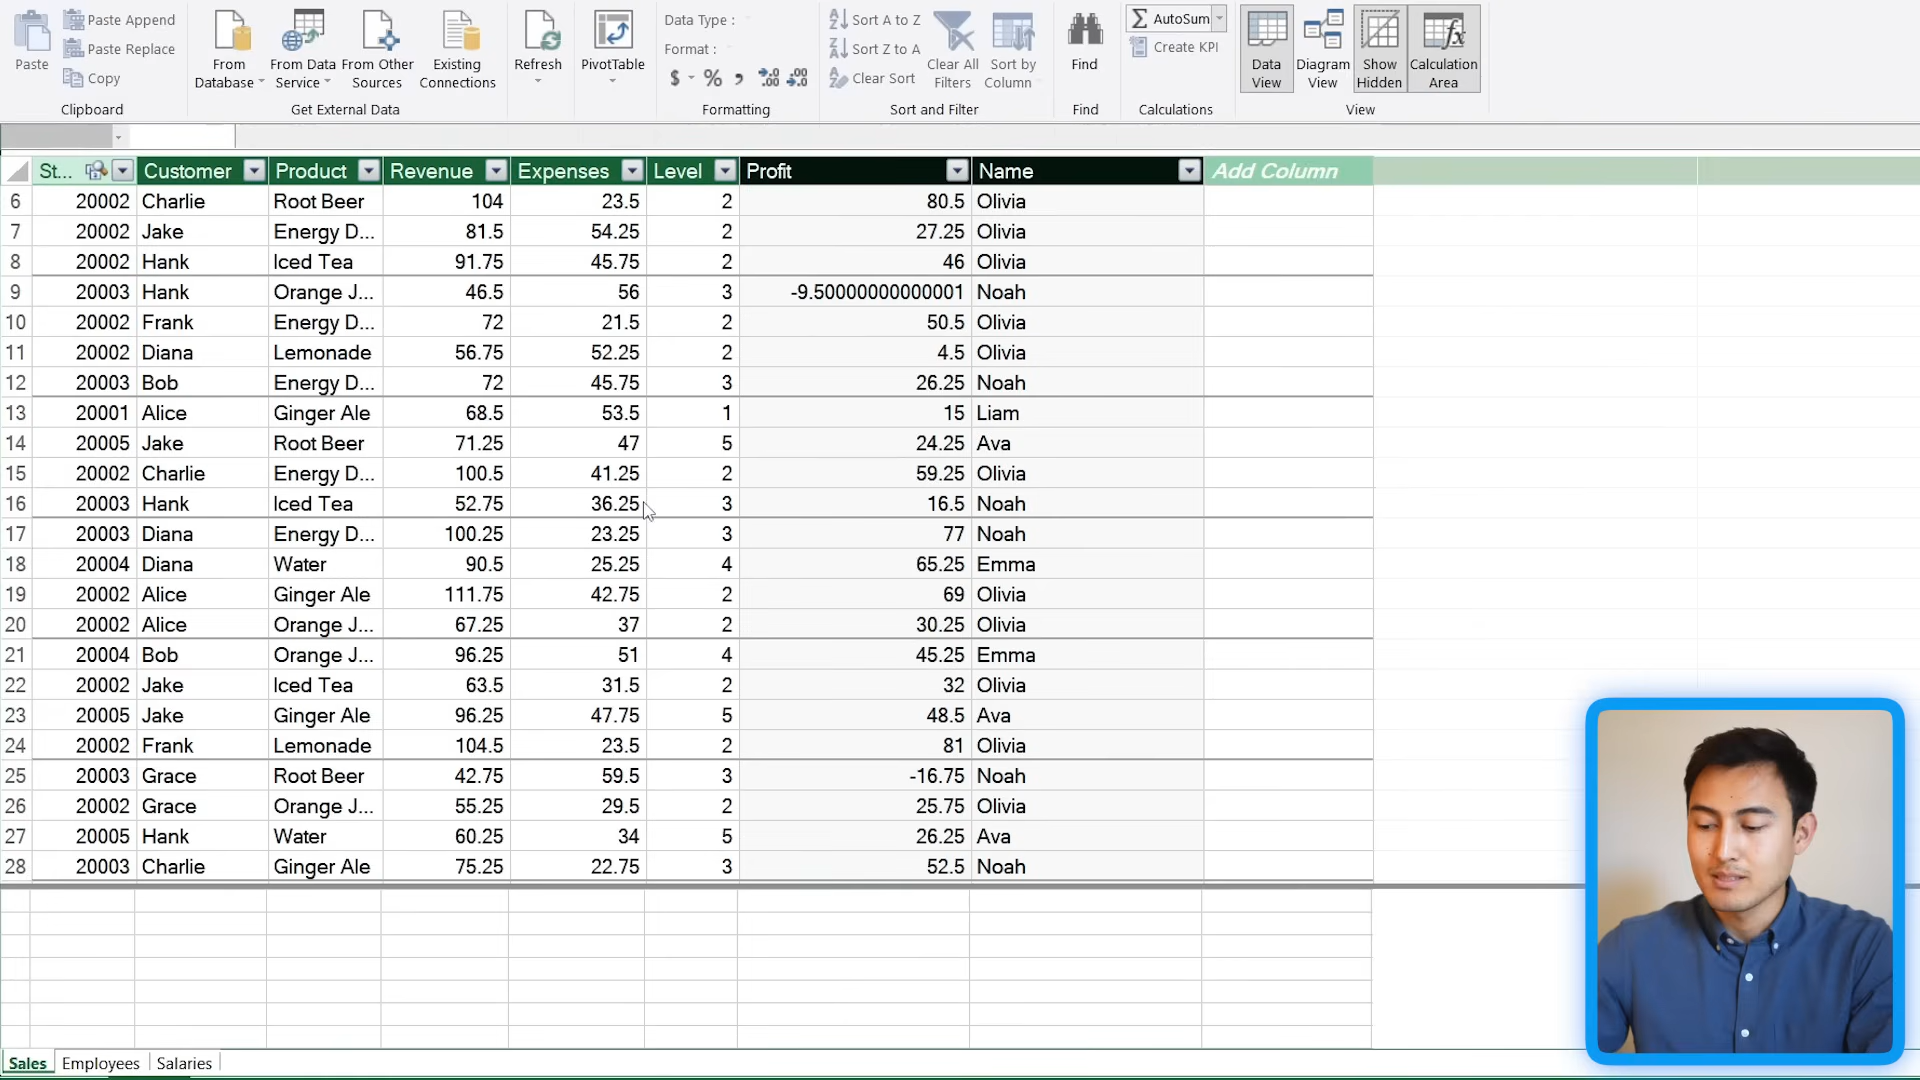 Paste
Paste Append
Paste Replace
Copy
Clipboard
From Database
From Data Service
From Other Sources
Existing Connections
Get External Data
Refresh
PivotTable
Data Type :
Format :
$ % ,
Formatting
Sort A to Z
Sort Z to A
Clear Sort
Clear All Filters
Sort by Column
Sort and Filter
Find
Find
AutoSum
Create KPI
Calculations
Data View
Diagram View
Show Hidden
Calculation Area
View
St... Customer Product Revenue Expenses Level Profit Name Add Column
6 20002 Charlie Root Beer 104 23.5 2 80.5 Olivia
7 20002 Jake Energy D... 81.5 54.25 2 27.25 Olivia
8 20002 Hank Iced Tea 91.75 45.75 2 46 Olivia
9 20003 Hank Orange J... 46.5 56 3 -9.50000000000001 Noah
10 20002 Frank Energy D... 72 21.5 2 50.5 Olivia
11 20002 Diana Lemonade 56.75 52.25 2 4.5 Olivia
12 20003 Bob Energy D... 72 45.75 3 26.25 Noah
13 20001 Alice Ginger Ale 68.5 53.5 1 15 Liam
14 20005 Jake Root Beer 71.25 47 5 24.25 Ava
15 20002 Charlie Energy D... 100.5 41.25 2 59.25 Olivia
16 20003 Hank Iced Tea 52.75 36.25 3 16.5 Noah
17 20003 Diana Energy D... 100.25 23.25 3 77 Noah
18 20004 Diana Water 90.5 25.25 4 65.25 Emma
19 20002 Alice Ginger Ale 111.75 42.75 2 69 Olivia
20 20002 Alice Orange J... 67.25 37 2 30.25 Olivia
21 20004 Bob Orange J... 96.25 51 4 45.25 Emma
22 20002 Jake Iced Tea 63.5 31.5 2 32 Olivia
23 20005 Jake Ginger Ale 96.25 47.75 5 48.5 Ava
24 20002 Frank Lemonade 104.5 23.5 2 81 Olivia
25 20003 Grace Root Beer 42.75 59.5 3 -16.75 Noah
26 20002 Grace Orange J... 55.25 29.5 2 25.75 Olivia
27 20005 Hank Water 60.25 34 5 26.25 Ava
28 20003 Charlie Ginger Ale 75.25 22.75 3 52.5 Noah
Sales Employees Salaries